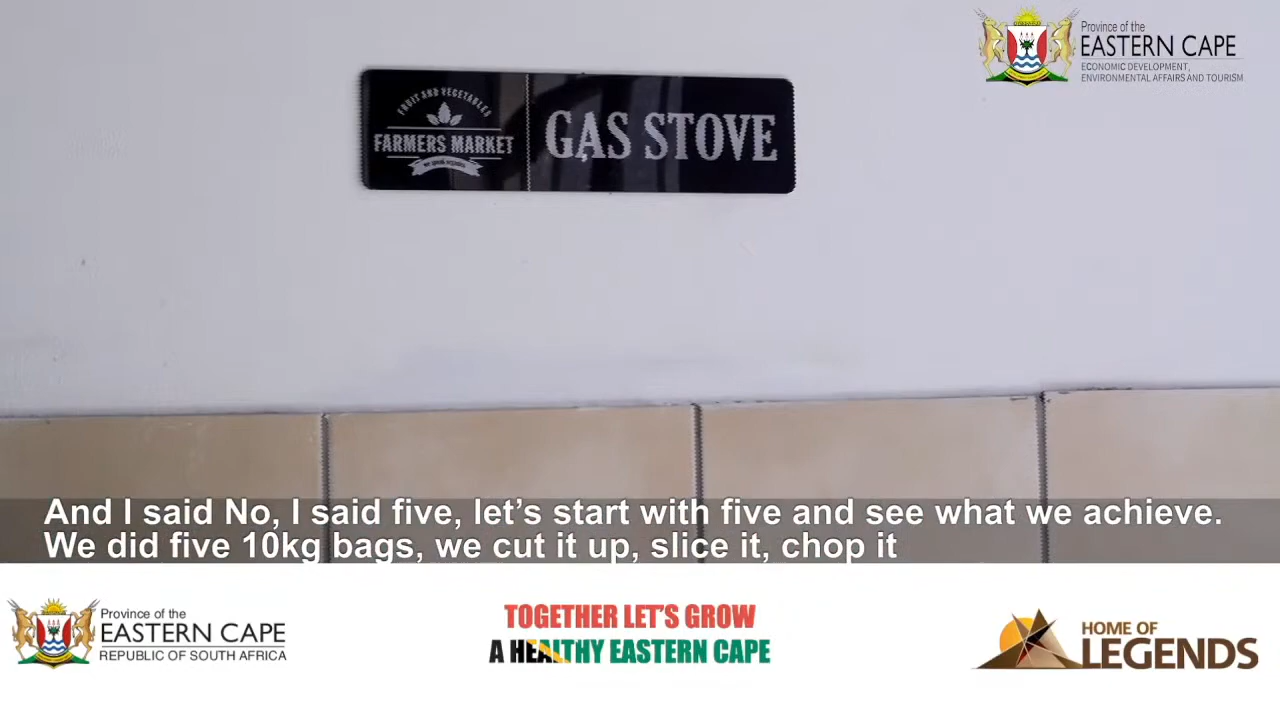 Province of the
EASTERN CAPE
ECONOMIC DEVELOPMENT,
ENVIRONMENTAL AFFAIRS AND TOURISM
FRUIT AND VEGETABLES
FARMERS MARKET
GAS STOVE
And I said No, I said five, let's start with five and see what we achieve.
We did five 10kg bags, we cut it up, slice it, chop it
Province of the
EASTERN CAPE
REPUBLIC OF SOUTH AFRICA
TOGETHER LET'S GROW
A HEALTHY EASTERN CAPE
HOME OF
LEGENDS